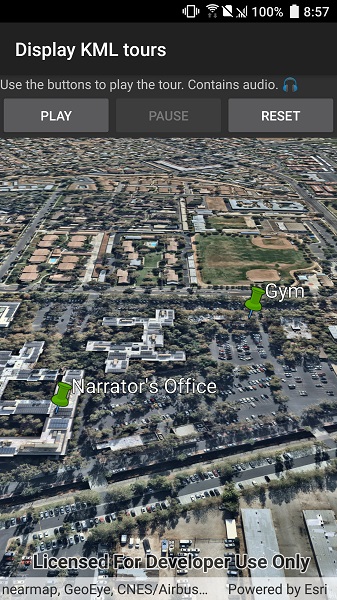 100% 8:57
Display KML tours
Use the buttons to play the tour. Contains audio. 🎧
PLAY PAUSE RESET
Gym
Narrator's Office
Licensed For Developer Use Only
nearmap, GeoEye, CNES/Airbus... Powered by Esri